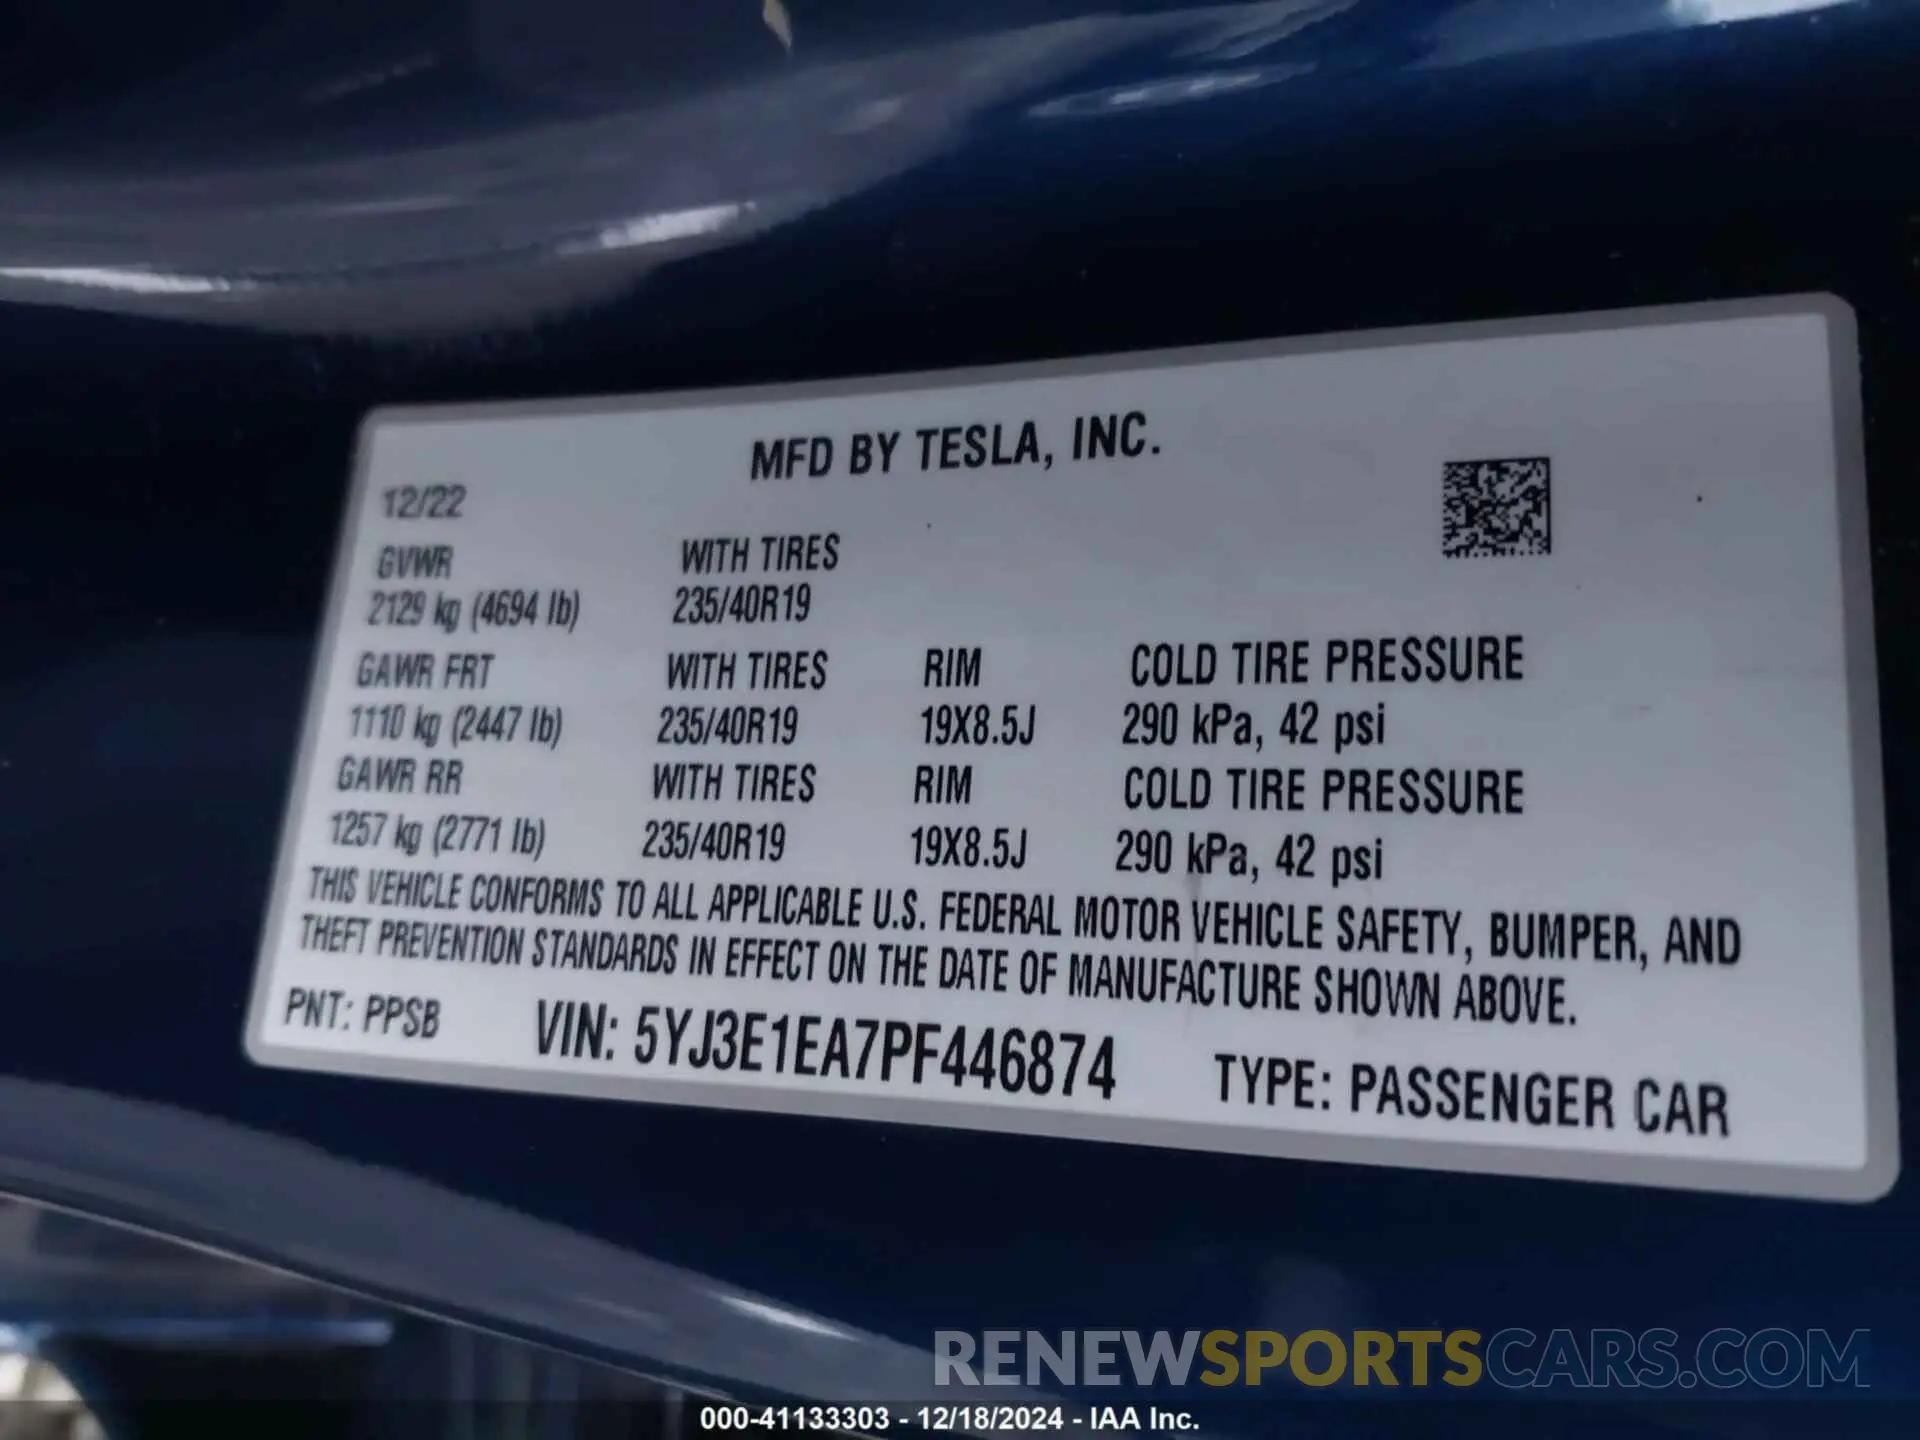 MFD BY TESLA, INC.
12/22
GVWR WITH TIRES
2129 kg (4694 lb) 235/40R19
GAWR FRT WITH TIRES RIM COLD TIRE PRESSURE
1110 kg (2447 lb) 235/40R19 19X8.5J 290 kPa, 42 psi
GAWR RR WITH TIRES RIM COLD TIRE PRESSURE
1257 kg (2771 lb) 235/40R19 19X8.5J 290 kPa, 42 psi
THIS VEHICLE CONFORMS TO ALL APPLICABLE U.S. FEDERAL MOTOR VEHICLE SAFETY, BUMPER, AND
THEFT PREVENTION STANDARDS IN EFFECT ON THE DATE OF MANUFACTURE SHOWN ABOVE.
PNT: PPSB VIN: 5YJ3E1EA7PF446874 TYPE: PASSENGER CAR
RENEWSPORTSCARS.COM
000-41133303 - 12/18/2024 - IAA Inc.